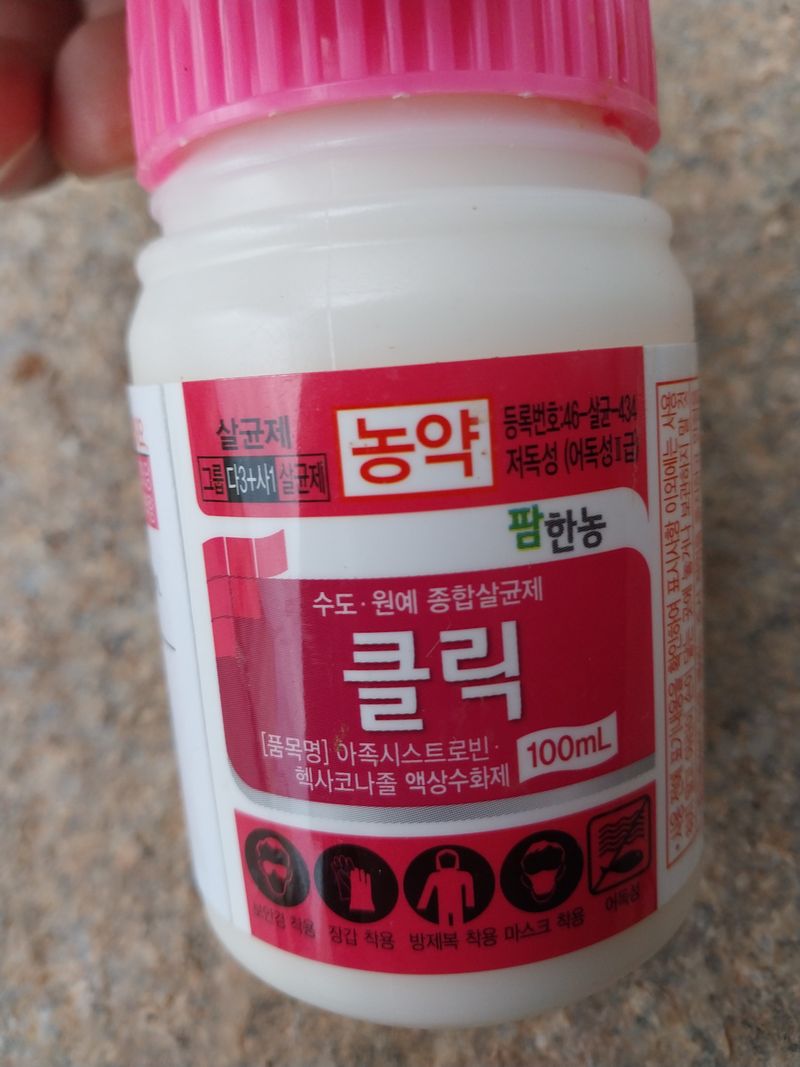 살균제
그룹 다3+사1 살균제
농약
등록번호:46-살균-434
저독성 (어독성Ⅱ급)
팜한농
수도·원예 종합살균제
클릭
[품목명] 아족시스트로빈·
헥사코나졸 액상수화제
100mL
보안경 착용
장갑 착용
방제복 착용
마스크 착용
어독성